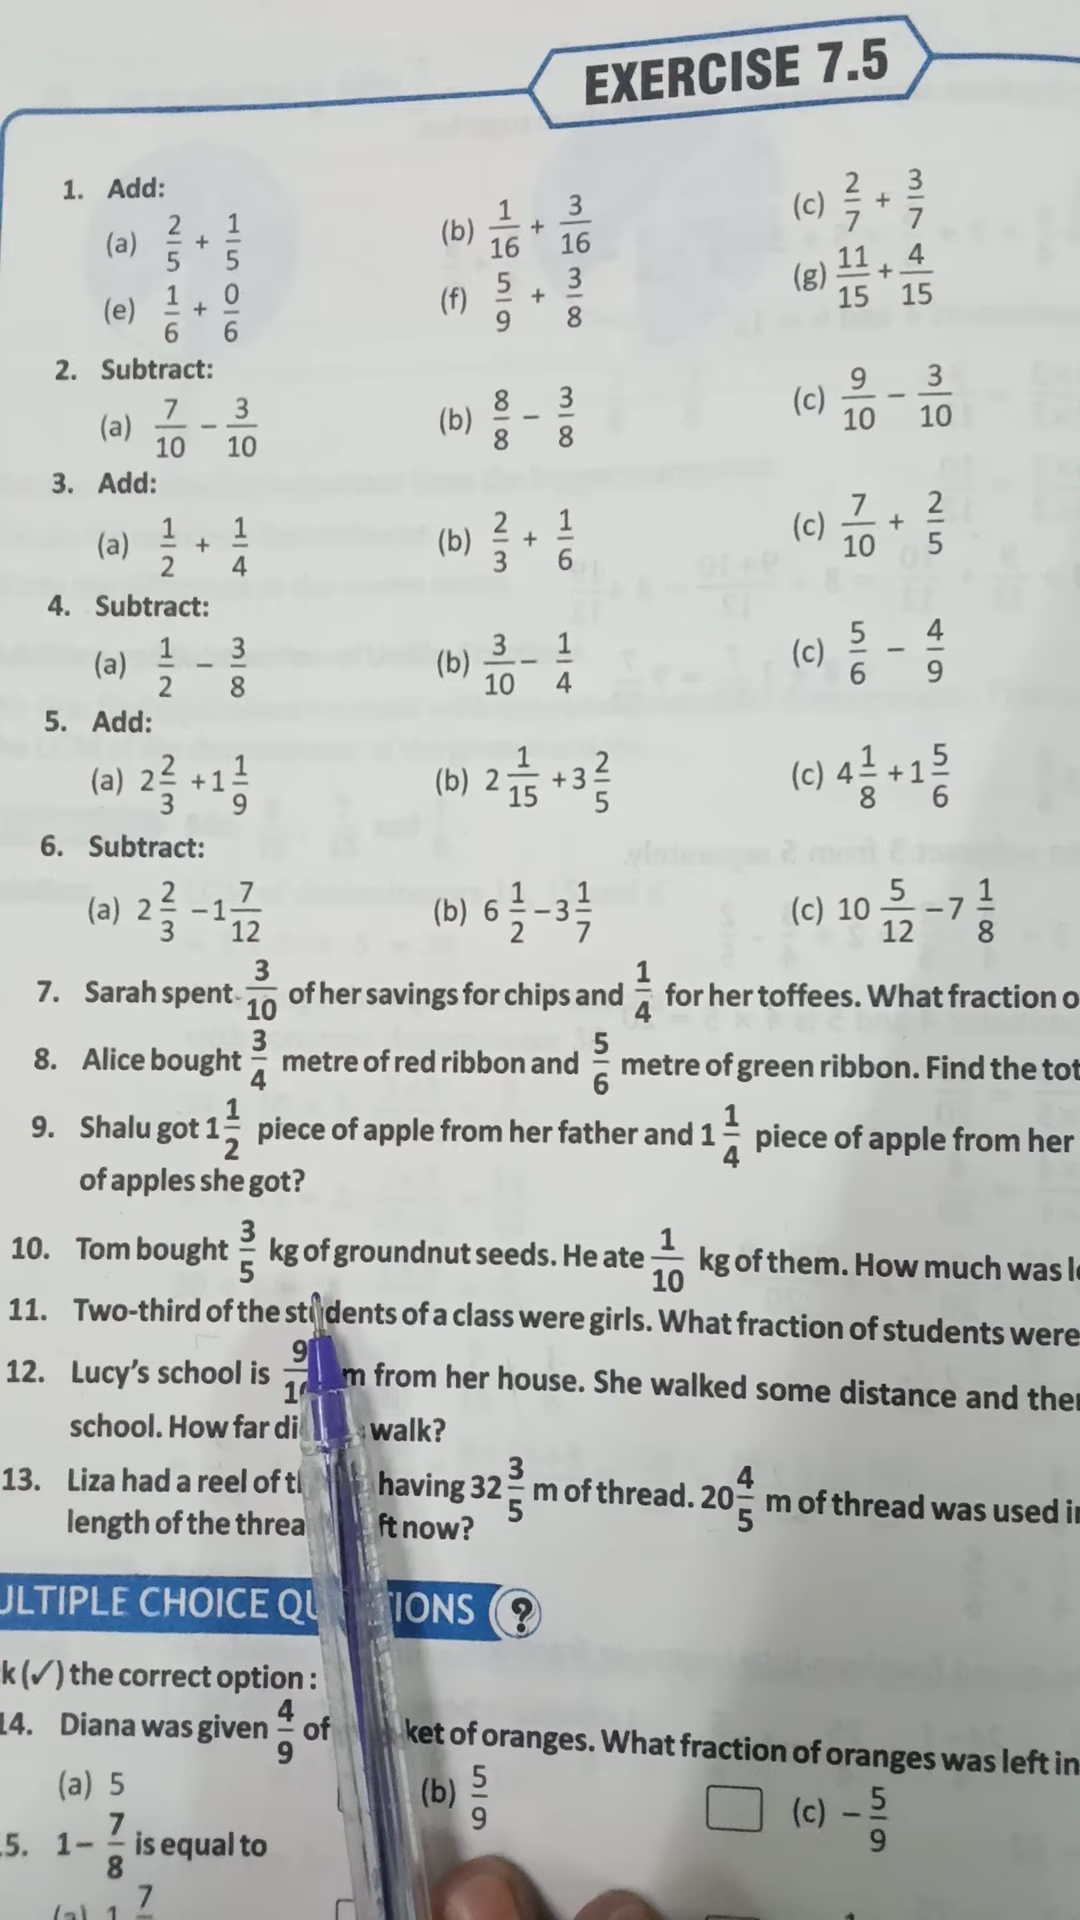 EXERCISE 7.5
1. Add:
(a) 2/5 + 1/5 (b) 1/16 + 3/16 (c) 2/7 + 3/7
(e) 1/6 + 0/6 (f) 5/9 + 3/8 (g) 11/15 + 4/15
2. Subtract:
(a) 7/10 − 3/10 (b) 8/8 − 3/8 (c) 9/10 − 3/10
3. Add:
(a) 1/2 + 1/4 (b) 2/3 + 1/6 (c) 7/10 + 2/5
4. Subtract:
(a) 1/2 − 3/8 (b) 3/10 − 1/4 (c) 5/6 − 4/9
5. Add:
(a) 2 2/3 + 1 1/9 (b) 2 1/15 + 3 2/5 (c) 4 1/8 + 1 5/6
6. Subtract:
(a) 2 2/3 − 1 7/12 (b) 6 1/2 − 3 1/7 (c) 10 5/12 − 7 1/8
7. Sarah spent 3/10 of her savings for chips and 1/4 for her toffees. What fraction
8. Alice bought 3/4 metre of red ribbon and 5/6 metre of green ribbon. Find the
9. Shalu got 1 1/2 piece of apple from her father and 1 1/4 piece of apple from her
of apples she got?
10. Tom bought 3/5 kg of groundnut seeds. He ate 1/10 kg of them. How much was
11. Two-third of the students of a class were girls. What fraction of students were
12. Lucy's school is from her house. She walked some distance and
school. How far walk?
13. Liza had a reel of having 32 3/5 m of thread. 20 4/5 m of thread was used
length of the now?
CHOICE
the correct option :
14. Diana was given 4/9 of of oranges. What fraction of oranges was left in
(a) 5 (b) 5/9 (c) − 5/9
5. 1 − 7/8 is equal to
7